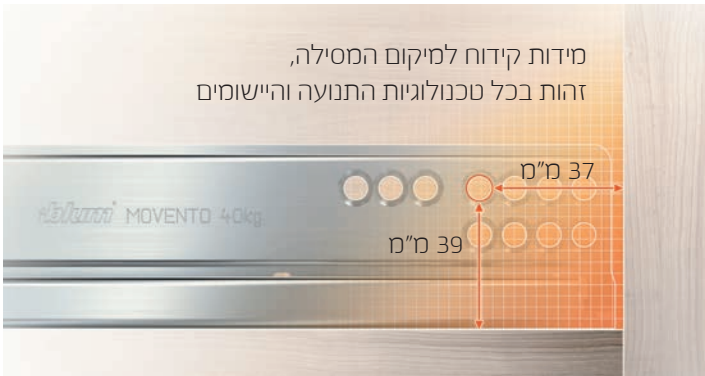 מידות קידוח למיקום המסילה,
זהות בכל טכנולוגיות התנועה והיישומים
37 מ"מ
blum MOVENTO 40kg
39 מ"מ